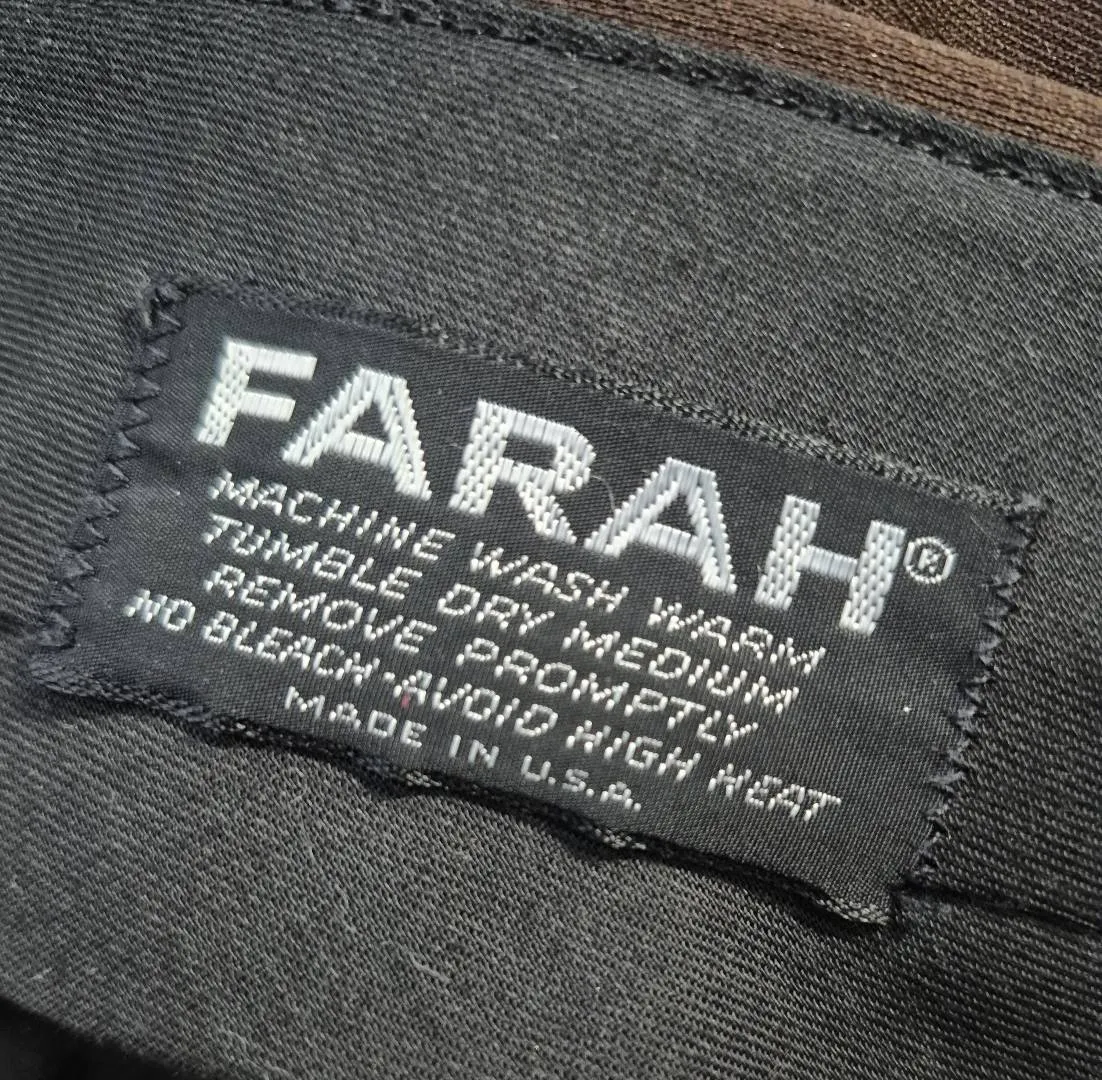 FARAH®
MACHINE WASH WARM
TUMBLE DRY MEDIUM
REMOVE PROMPTLY
NO BLEACH·AVOID HIGH HEAT
MADE IN U.S.A.